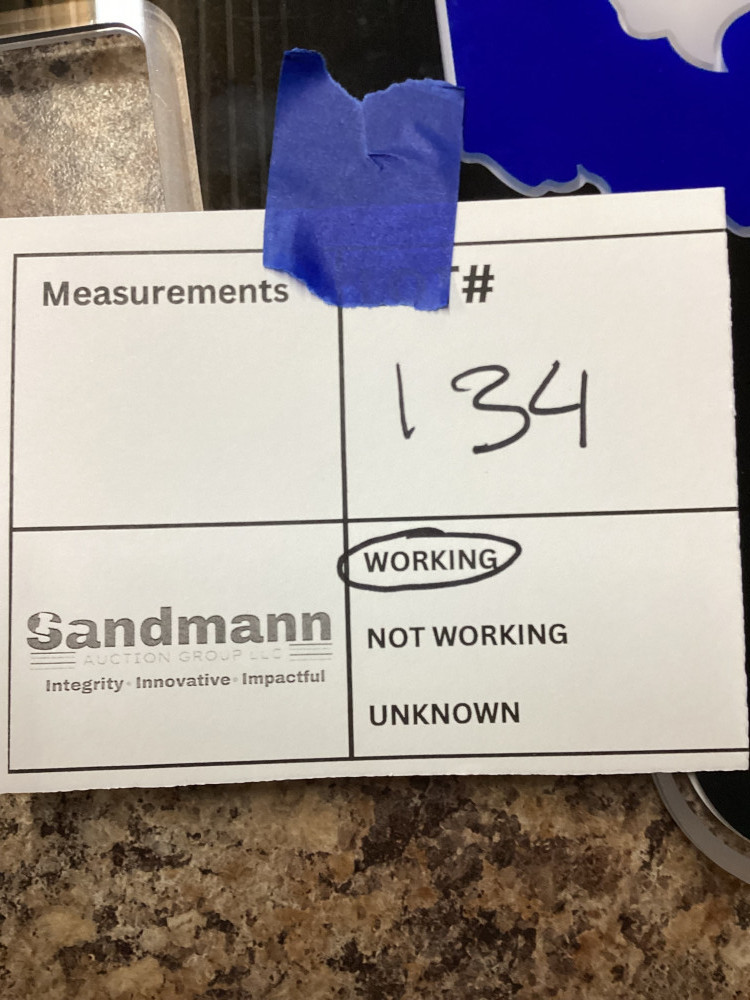 Measurements
T#
134
WORKING
NOT WORKING
UNKNOWN
Sandmann
AUCTION GROUP LLC
Integrity • Innovative • Impactful